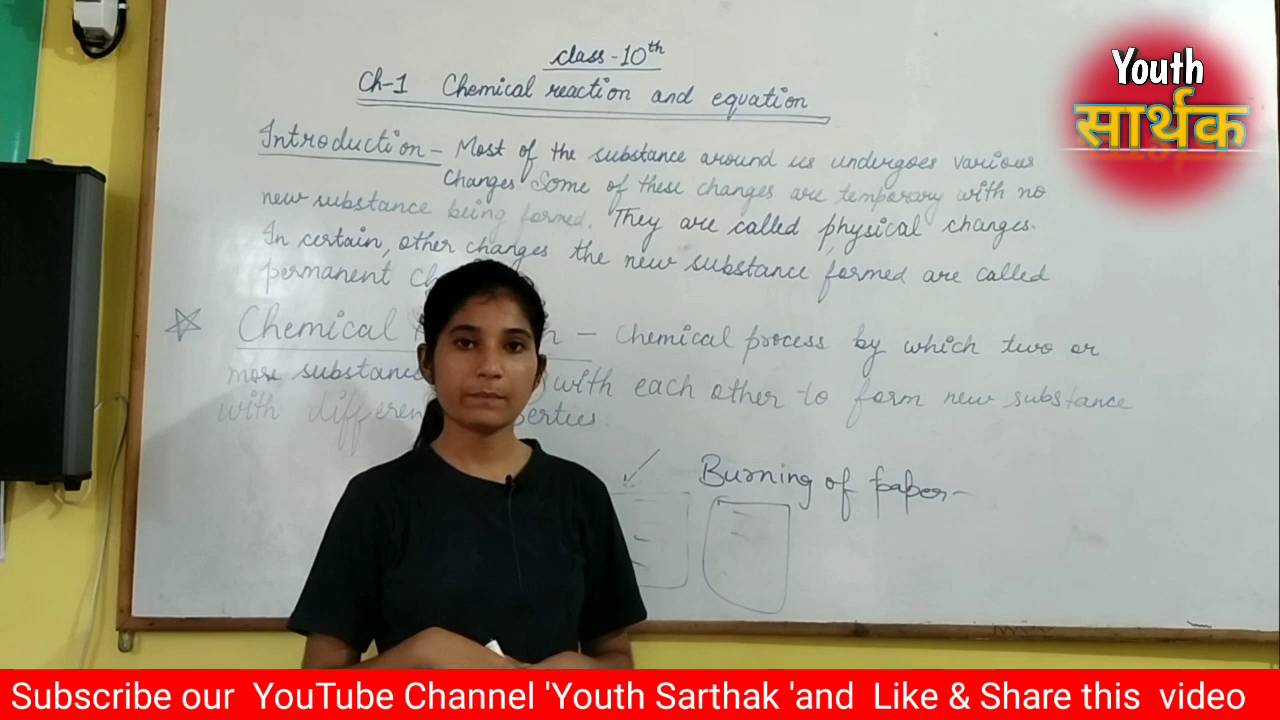 class-10th
Ch-1 Chemical reaction and equation
Introduction- Most of the substance around us undergoes various
Changes Some of these changes are temporary with no
new substance being formed. They are called physical changes.
In certain, other changes the new substance formed are called
permanent
Chemical - Chemical process by which two or
more substance with each other to form new substance
with different
Burning of paper-
Youth
सार्थक
Subscribe our YouTube Channel 'Youth Sarthak 'and Like & Share this video